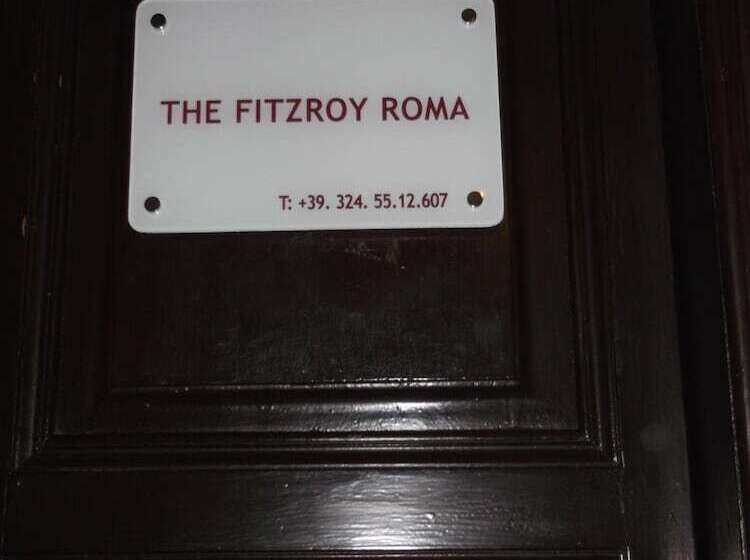 THE FITZROY ROMA
T: +39. 324. 55.12.607